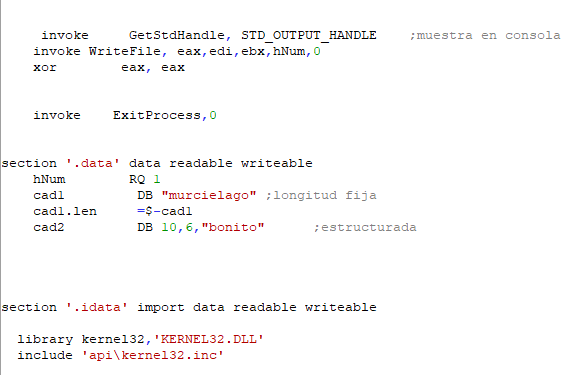 invoke     GetStdHandle, STD_OUTPUT_HANDLE    ;muestra en consola
invoke WriteFile, eax,edi,ebx,hNum,0
xor        eax, eax
invoke    ExitProcess,0
section '.data' data readable writeable
hNum        RQ 1
cad1         DB "murcielago" ;longitud fija
cad1.len     =$-cad1
cad2         DB 10,6,"bonito"      ;estructurada
section '.idata' import data readable writeable
library kernel32,'KERNEL32.DLL'
include 'api\kernel32.inc'